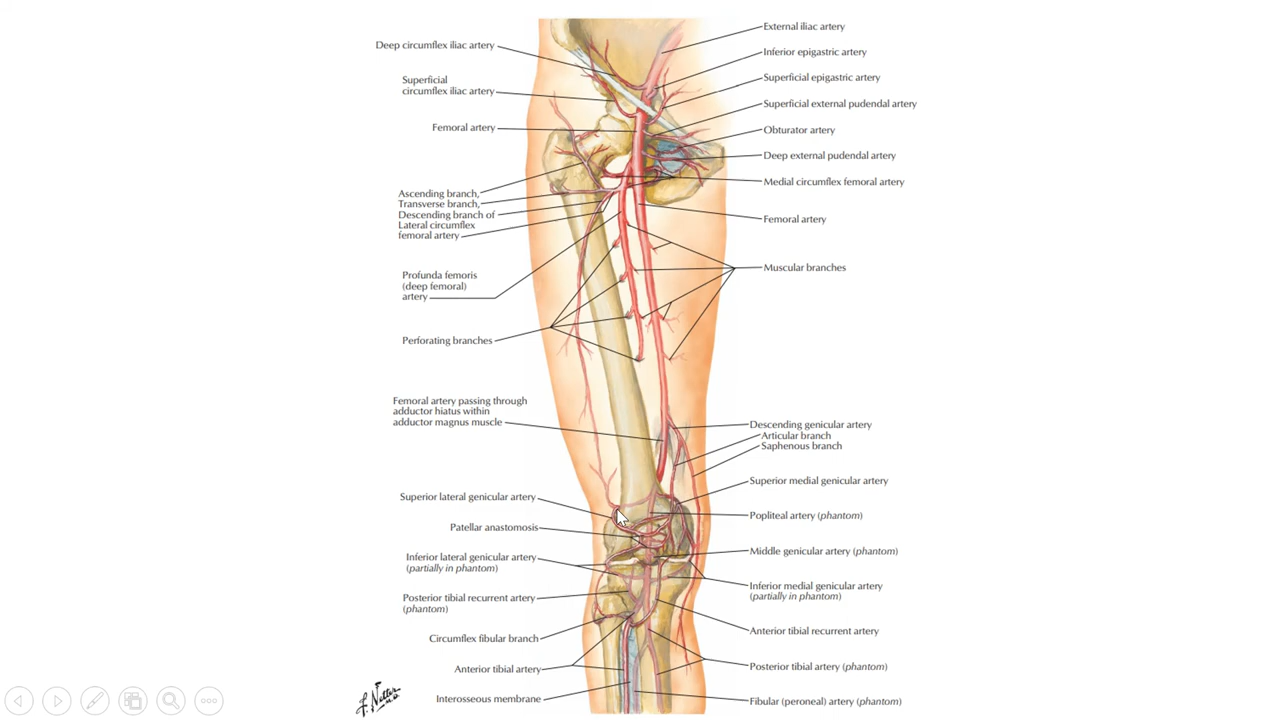 Deep circumflex iliac artery
Superficial
circumflex iliac artery
Femoral artery
Ascending branch,
Transverse branch,
Descending branch of
Lateral circumflex
femoral artery
Profunda femoris
(deep femoral)
artery
Perforating branches
Femoral artery passing through
adductor hiatus within
adductor magnus muscle
Superior lateral genicular artery
Patellar anastomosis
Inferior lateral genicular artery
(partially in phantom)
Posterior tibial recurrent artery
(phantom)
Circumflex fibular branch
Anterior tibial artery
Interosseous membrane
External iliac artery
Inferior epigastric artery
Superficial epigastric artery
Superficial external pudendal artery
Obturator artery
Deep external pudendal artery
Medial circumflex femoral artery
Femoral artery
Muscular branches
Descending genicular artery
Articular branch
Saphenous branch
Superior medial genicular artery
Popliteal artery (phantom)
Middle genicular artery (phantom)
Inferior medial genicular artery
(partially in phantom)
Anterior tibial recurrent artery
Posterior tibial artery (phantom)
Fibular (peroneal) artery (phantom)
F. Netter
M.D.